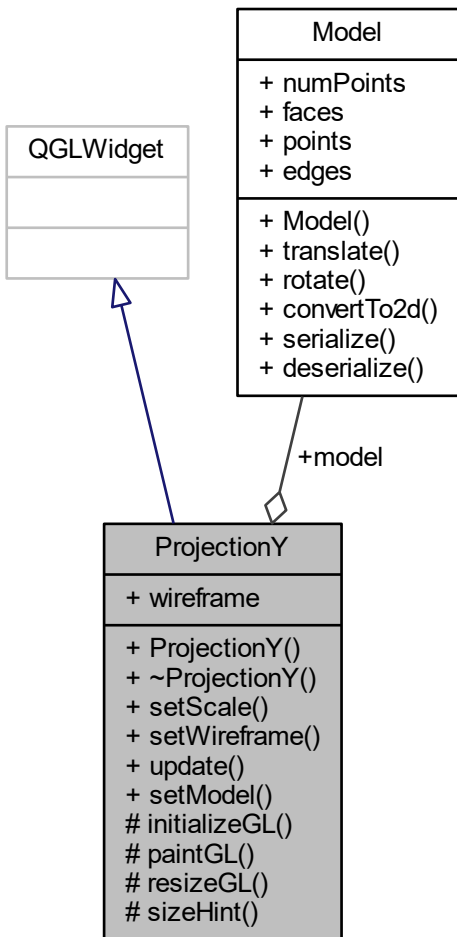 Model
+ numPoints
+ faces
+ points
+ edges
+ Model()
+ translate()
+ rotate()
+ convertTo2d()
+ serialize()
+ deserialize()
QGLWidget
+model
ProjectionY
+ wireframe
+ ProjectionY()
+ ~ProjectionY()
+ setScale()
+ setWireframe()
+ update()
+ setModel()
# initializeGL()
# paintGL()
# resizeGL()
# sizeHint()